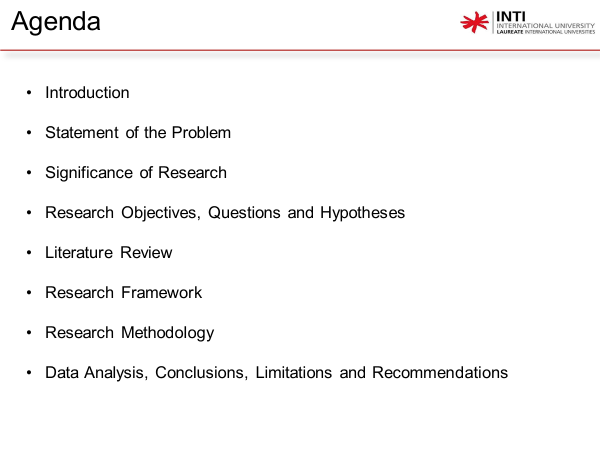 Agenda
INTI
INTERNATIONAL UNIVERSITY
LAUREATE INTERNATIONAL UNIVERSITIES
• Introduction
• Statement of the Problem
• Significance of Research
• Research Objectives, Questions and Hypotheses
• Literature Review
• Research Framework
• Research Methodology
• Data Analysis, Conclusions, Limitations and Recommendations